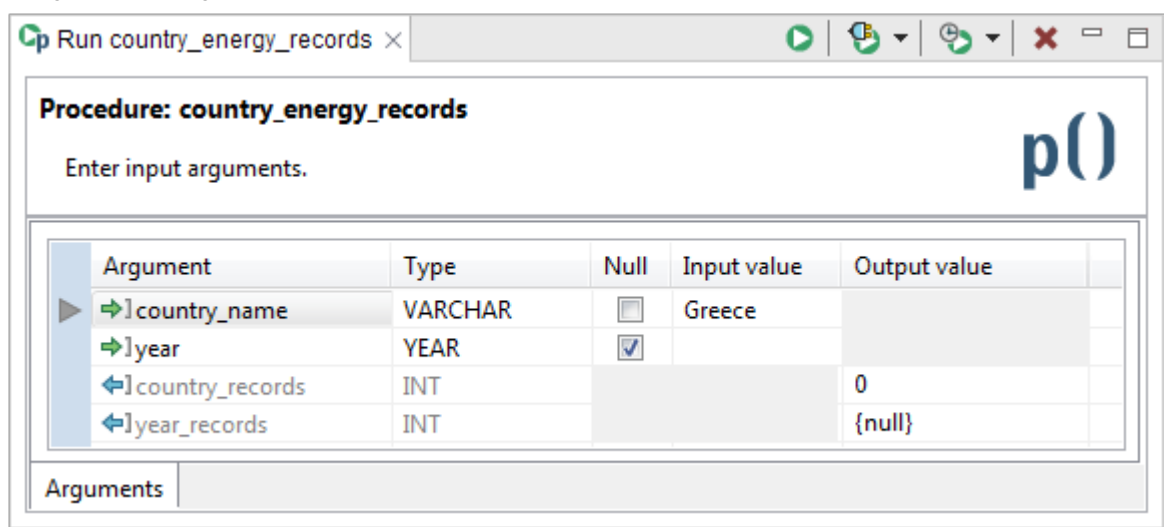 Cp Run country_energy_records
Procedure: country_energy_records
Enter input arguments.
p()
Argument Type Null Input value Output value
country_name VARCHAR Greece
year YEAR
country_records INT 0
year_records INT {null}
Arguments